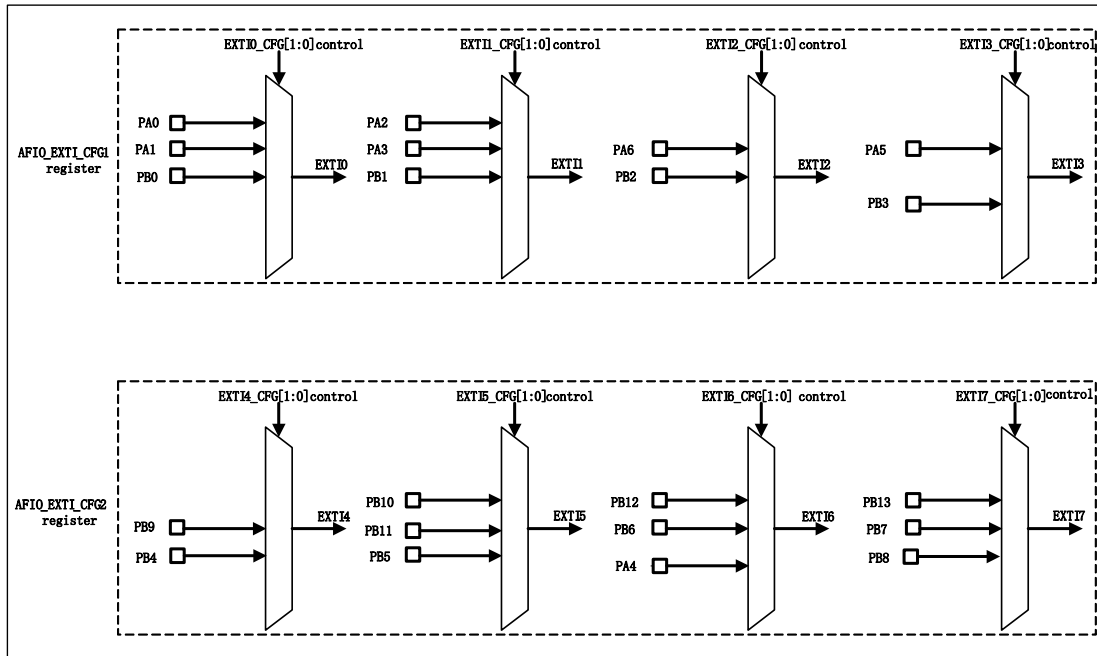 EXTI0_CFG[1:0]control
EXTI1_CFG[1:0]control
EXTI2_CFG[1:0]control
EXTI3_CFG[1:0]control
AFIO_EXTI_CFG1
register
PA0
PA1
PB0
EXTI0
PA2
PA3
PB1
EXTI1
PA6
PB2
EXTI2
PA5
PB3
EXTI3
EXTI4_CFG[1:0]control
EXTI5_CFG[1:0]control
EXTI6_CFG[1:0] control
EXTI7_CFG[1:0]control
AFIO_EXTI_CFG2
register
PB9
PB4
EXTI4
PB10
PB11
PB5
EXTI5
PB12
PB6
PA4
EXTI6
PB13
PB7
PB8
EXTI7